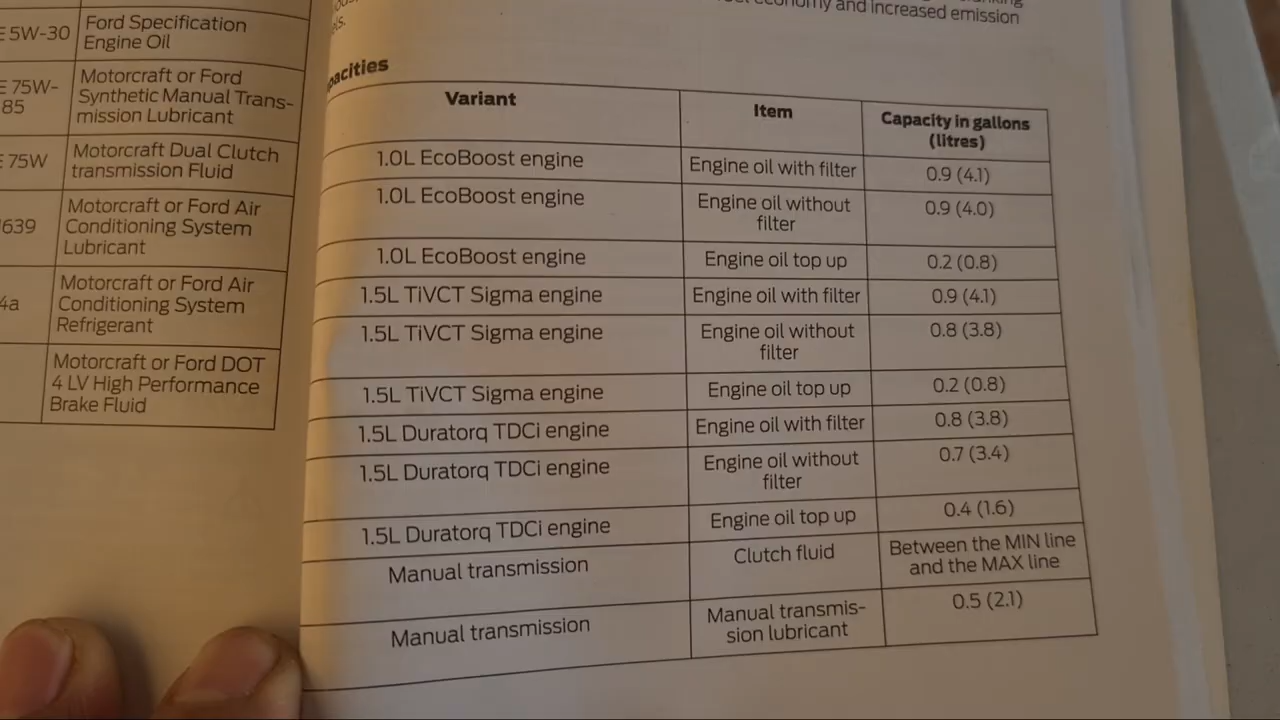 E 5W-30
Ford Specification
Engine Oil
E 75W-
85
Motorcraft or Ford
Synthetic Manual Trans-
mission Lubricant
E 75W
Motorcraft Dual Clutch
transmission Fluid
639
Motorcraft or Ford Air
Conditioning System
Lubricant
4a
Motorcraft or Ford Air
Conditioning System
Refrigerant
Motorcraft or Ford DOT
4 LV High Performance
Brake Fluid
economy and increased emission
els.
pacities
Variant Item Capacity in gallons
(litres)
1.0L EcoBoost engine Engine oil with filter 0.9 (4.1)
1.0L EcoBoost engine Engine oil without
filter 0.9 (4.0)
1.0L EcoBoost engine Engine oil top up 0.2 (0.8)
1.5L TiVCT Sigma engine Engine oil with filter 0.9 (4.1)
1.5L TiVCT Sigma engine Engine oil without
filter 0.8 (3.8)
1.5L TiVCT Sigma engine Engine oil top up 0.2 (0.8)
1.5L Duratorq TDCi engine Engine oil with filter 0.8 (3.8)
1.5L Duratorq TDCi engine Engine oil without
filter 0.7 (3.4)
1.5L Duratorq TDCi engine Engine oil top up 0.4 (1.6)
Manual transmission Clutch fluid Between the MIN line
and the MAX line
Manual transmission Manual transmis-
sion lubricant 0.5 (2.1)